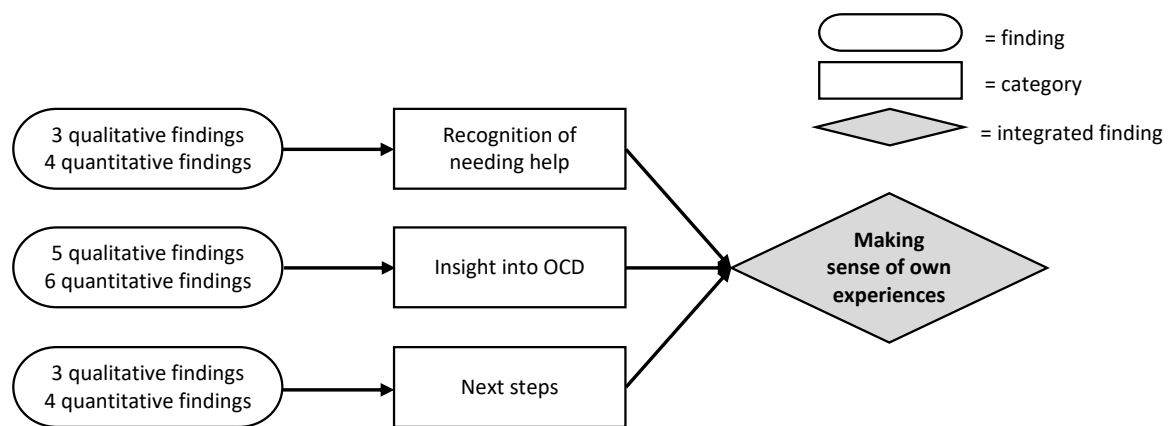 = finding
= category
= integrated finding
3 qualitative findings
4 quantitative findings
Recognition of
needing help
5 qualitative findings
6 quantitative findings
Insight into OCD
Making
sense of own
experiences
3 qualitative findings
4 quantitative findings
Next steps